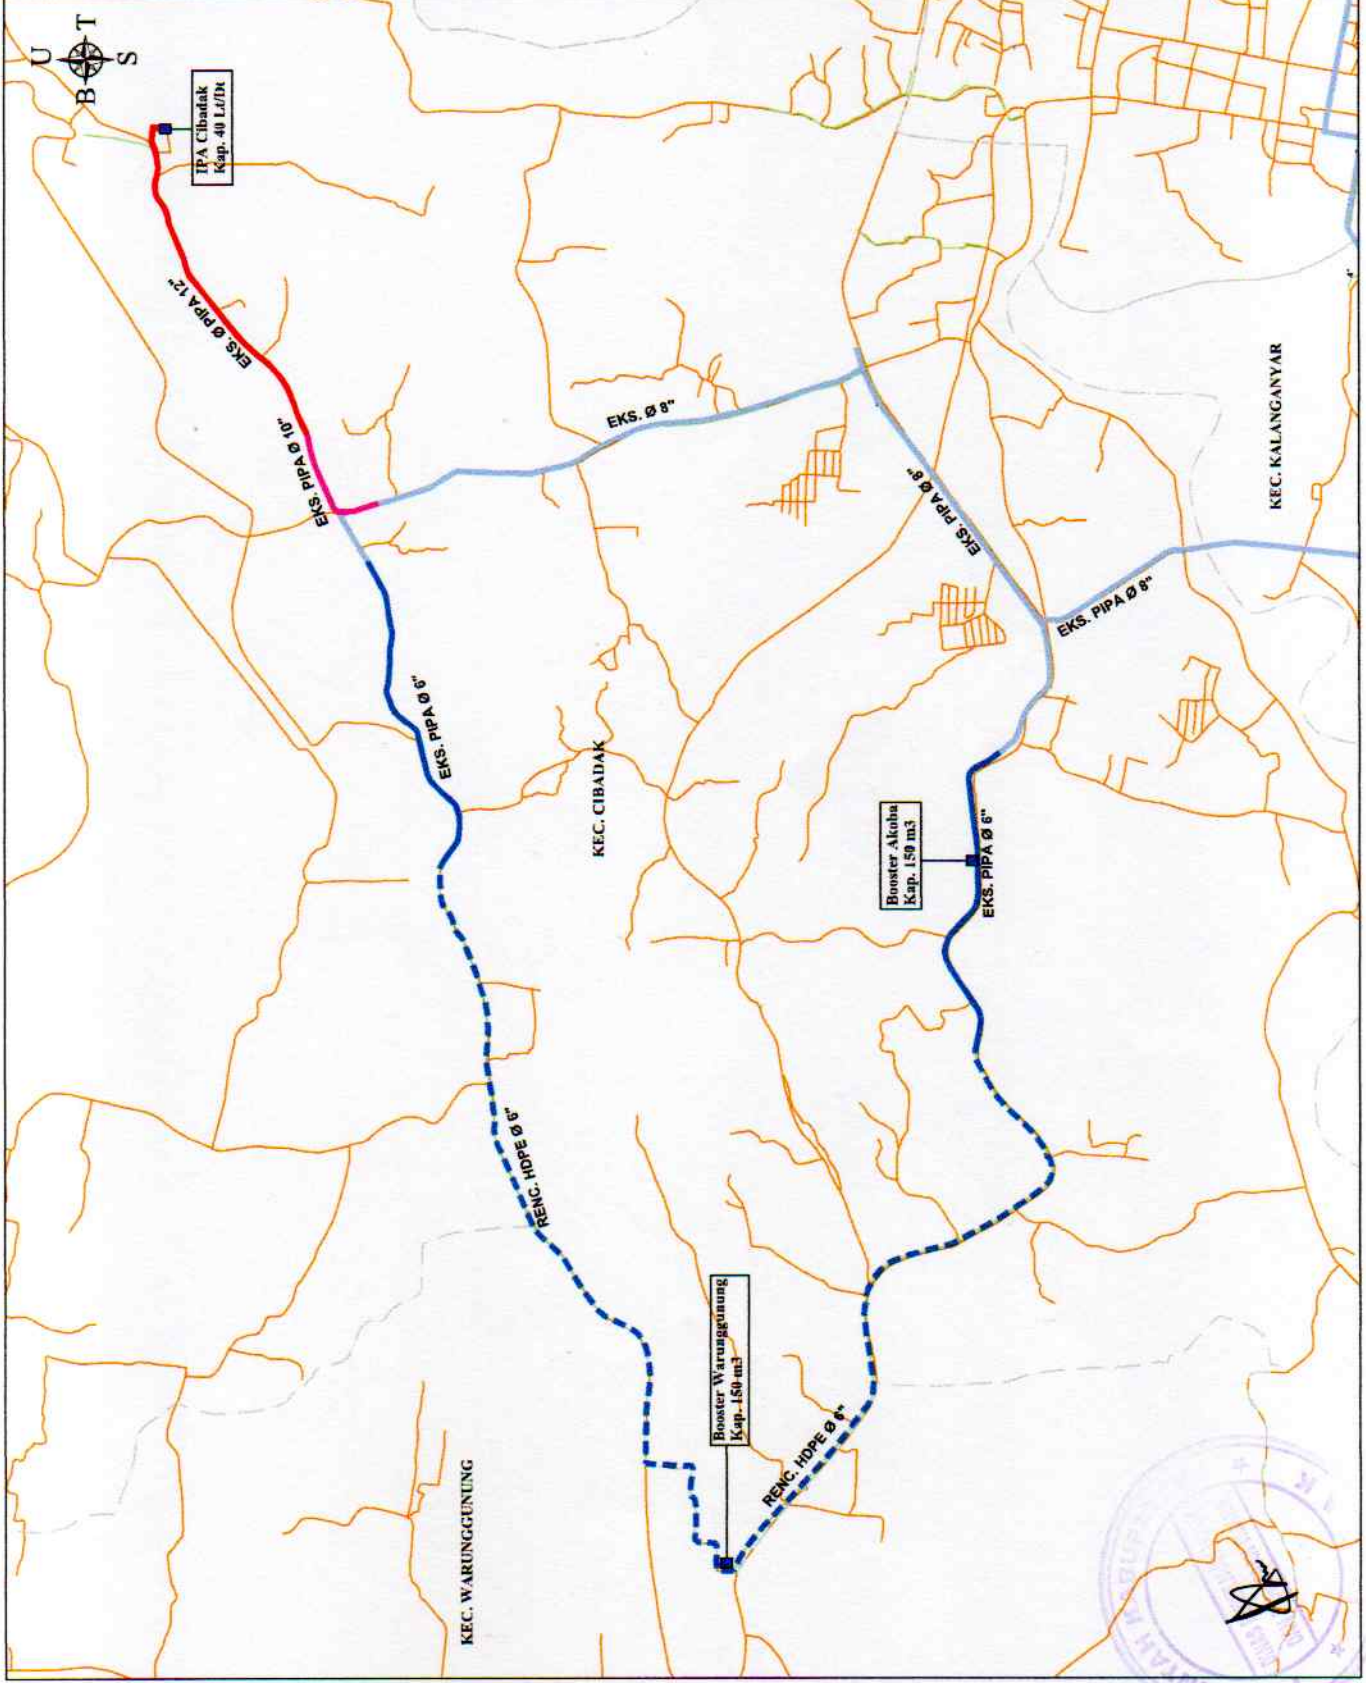 U
B
T
S
IPA Cibadak
Kap. 40 Lt/Dt
EKS. Ø PIPA 12"
EKS. PIPA Ø 10"
EKS. Ø 8"
EKS. PIPA Ø 8"
EKS. PIPA Ø 8"
KEC. KALANGANYAR
EKS. PIPA Ø 6"
KEC. CIBADAK
Booster Akoba
Kap. 150 m3
EKS. PIPA Ø 6"
RENC. HDPE Ø 6"
Booster Warunggunung
Kap. 150 m3
RENC. HDPE Ø 6"
KEC. WARUNGGUNUNG